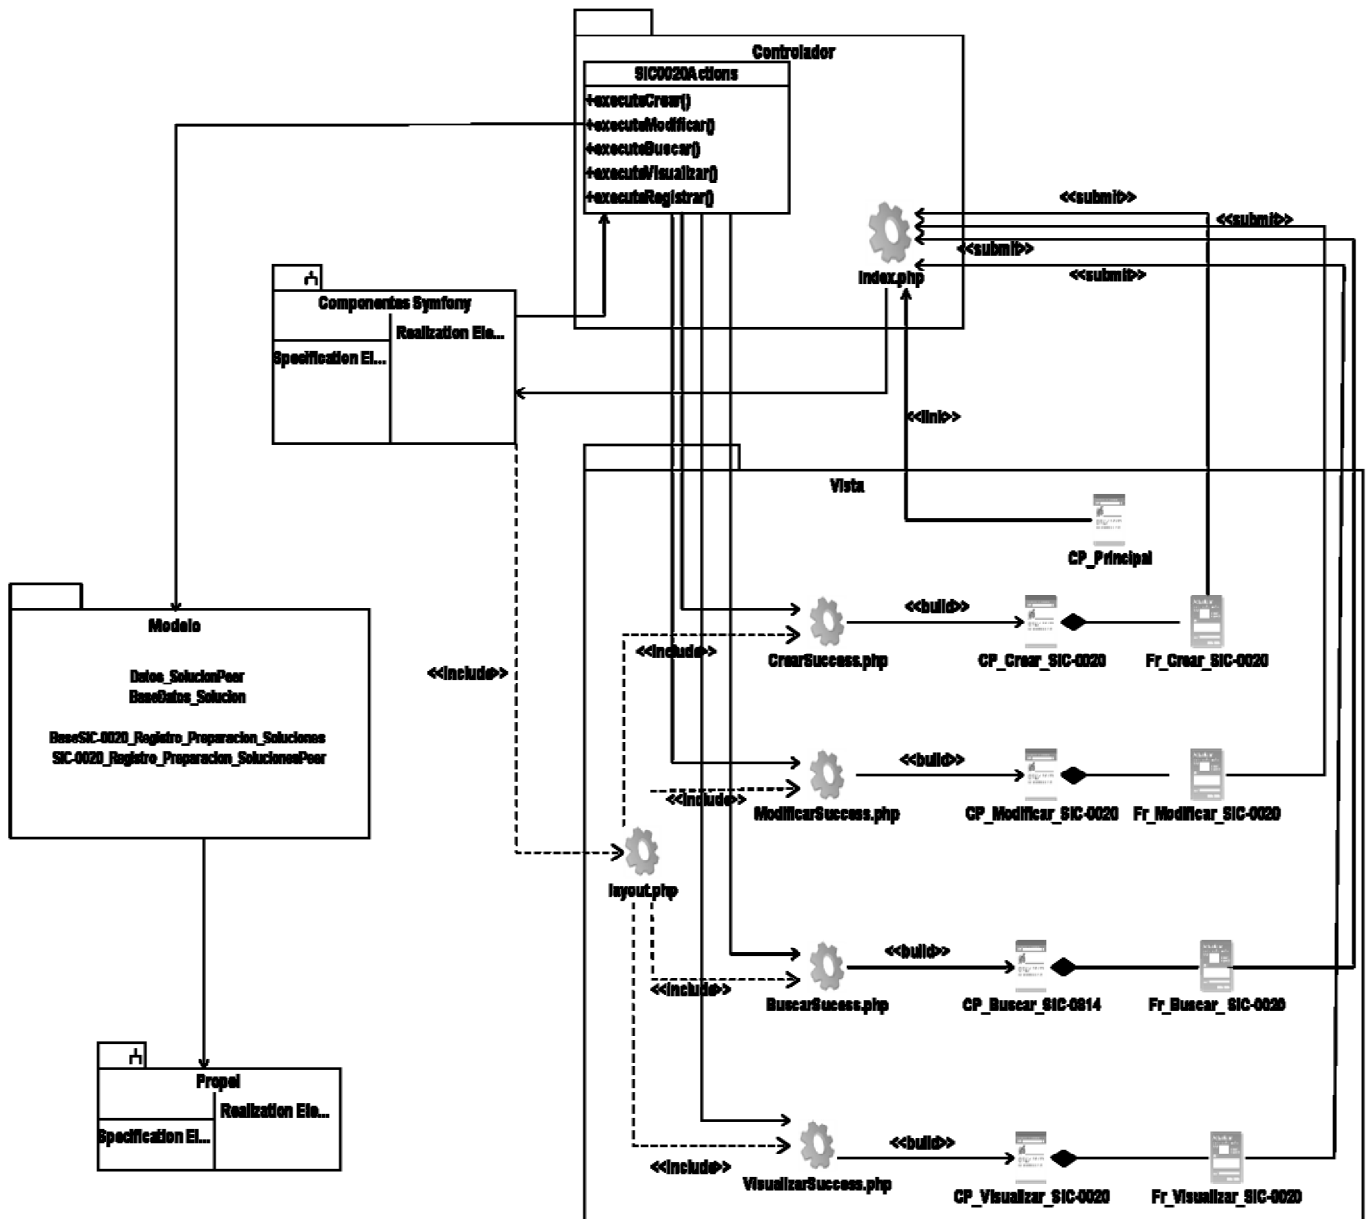 Controlador
SIC0020Actions
+executeCrear()
+executeModificar()
+executeBuscar()
+executeVisualizar()
+executeRegistrar()
<<submit>>
<<submit>>
<<submit>>
<<submit>>
index.php
Componentes Symfony
Realization Ele...
Specification El...
<<link>>
Vista
CP_Principal
Modelo
Datos_SolucionPeer
BaseDatos_Solucion
BaseSIC-0020_Registro_Preparacion_Soluciones
SIC-0020_Registro_Preparacion_SolucionesPeer
<<include>>
<<build>>
<<include>>
CrearSuccess.php
CP_Crear_SIC-0020
Fr_Crear_SIC-0020
<<build>>
<<include>>
ModificarSuccess.php
CP_Modificar_SIC-0020
Fr_Modificar_SIC-0020
layout.php
<<build>>
<<include>>
BuscarSucess.php
CP_Buscar_SIC-0814
Fr_Buscar_ SIC-0020
Propel
Realization Ele...
Specification El...
<<build>>
<<include>>
VisualizarSuccess.php
CP_Visualizar_SIC-0020
Fr_Visualizar_SIC-0020